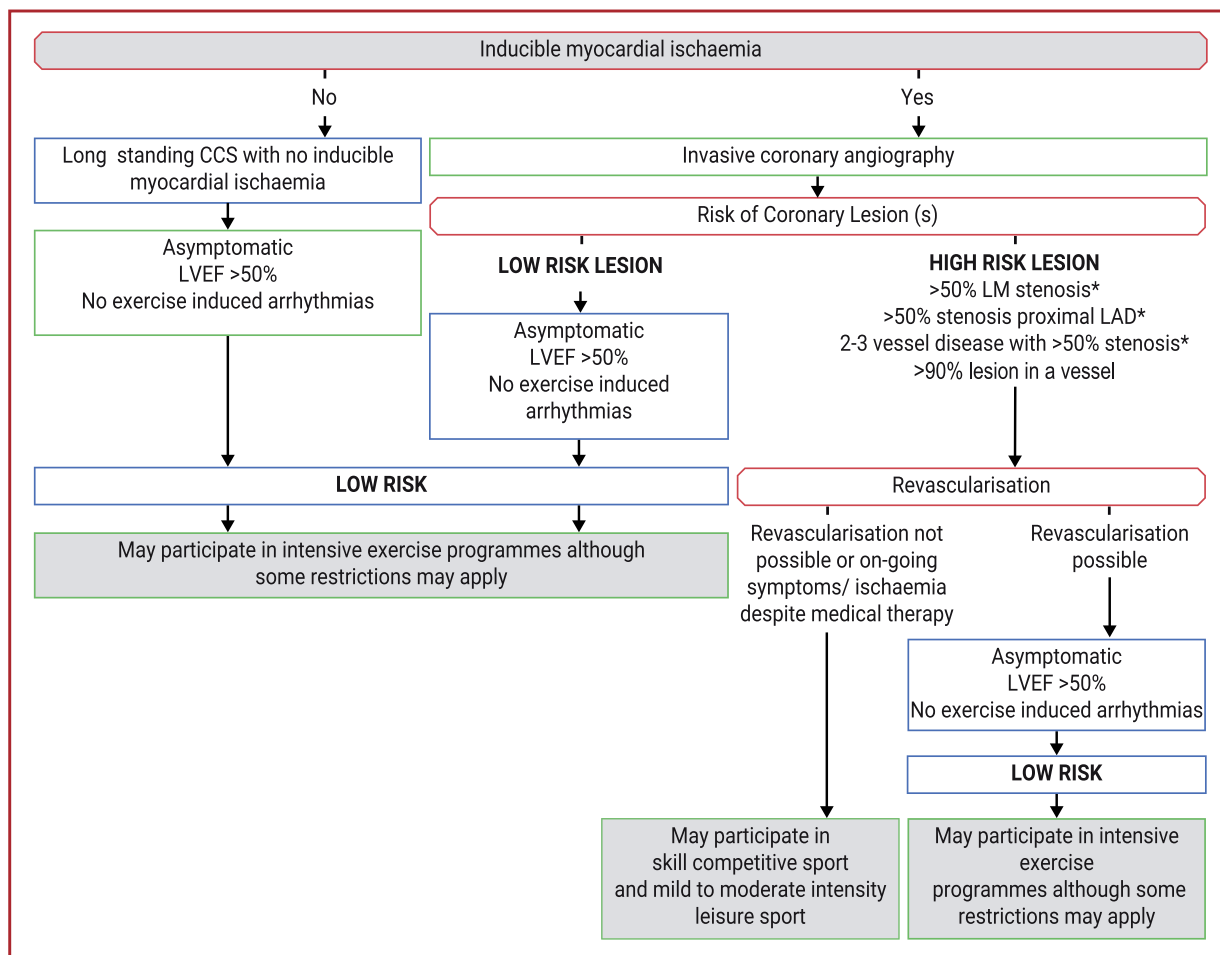 Inducible myocardial ischaemia
No
Yes
Long standing CCS with no inducible
myocardial ischaemia
Invasive coronary angiography
Risk of Coronary Lesion (s)
Asymptomatic
LVEF >50%
No exercise induced arrhythmias
LOW RISK LESION
Asymptomatic
LVEF >50%
No exercise induced
arrhythmias
HIGH RISK LESION
>50% LM stenosis*
>50% stenosis proximal LAD*
2-3 vessel disease with >50% stenosis*
>90% lesion in a vessel
LOW RISK
May participate in intensive exercise programmes although
some restrictions may apply
Revascularisation
Revascularisation not
possible or on-going
symptoms/ ischaemia
despite medical therapy
Revascularisation
possible
Asymptomatic
LVEF >50%
No exercise induced arrhythmias
LOW RISK
May participate in
skill competitive sport
and mild to moderate intensity
leisure sport
May participate in intensive
exercise
programmes although some
restrictions may apply